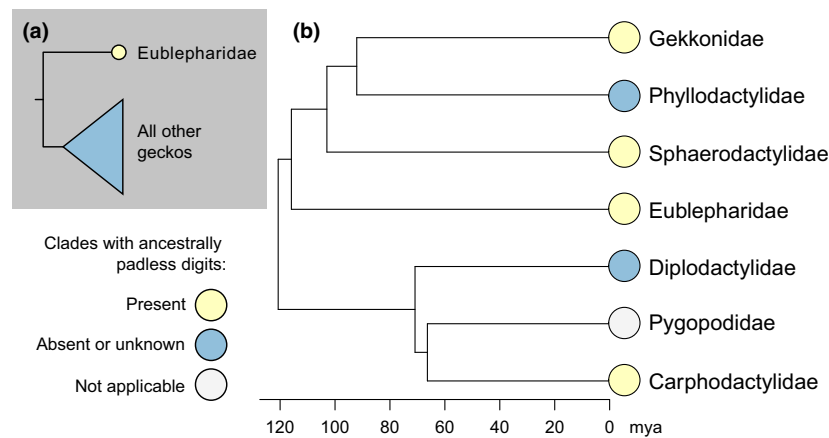 (a)
Eublepharidae
All other
geckos
Clades with ancestrally
padless digits:
Present
Absent or unknown
Not applicable
(b)
Gekkonidae
Phyllodactylidae
Sphaerodactylidae
Eublepharidae
Diplodactylidae
Pygopodidae
Carphodactylidae
120 100 80 60 40 20 0 mya